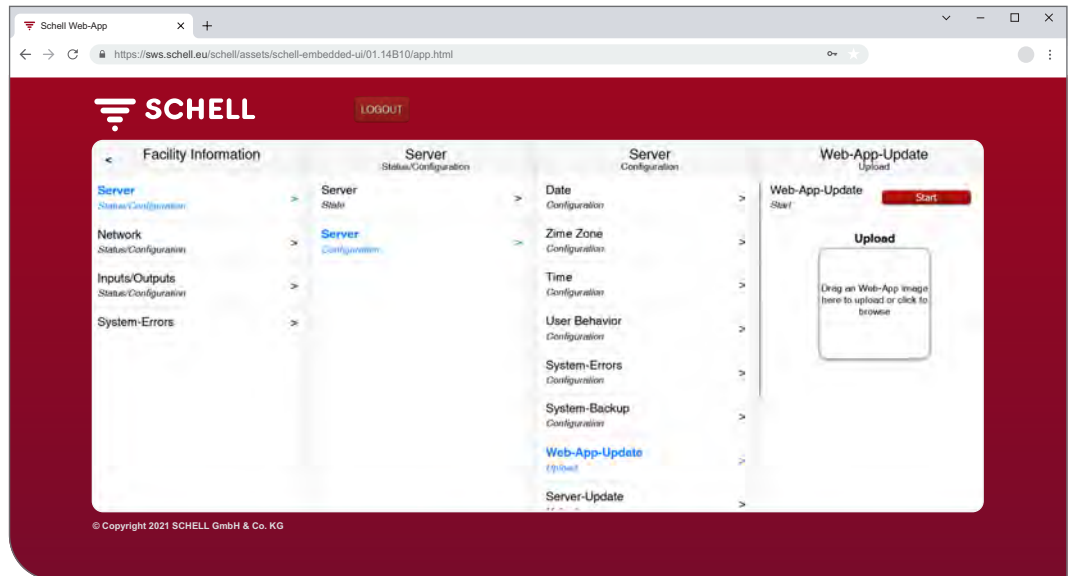 Schell Web-App
https://sws.schell.eu/schell/assets/schell-embedded-ui/01.14B10/app.html
SCHELL
LOGOUT
< Facility Information
Server
Status/Configuration
>
Network
Status/Configuration
>
Inputs/Outputs
Status/Configuration
>
System-Errors
>
Server
Status/Configuration
Server
State
>
Server
Configuration
>
Server
Configuration
Date
Configuration
>
Zime Zone
Configuration
>
Time
Configuration
>
User Behavior
Configuration
>
System-Errors
Configuration
>
System-Backup
Configuration
>
Web-App-Update
Upload
>
Server-Update
>
Web-App-Update
Upload
Web-App-Update
Start
Start
Upload
Drag an Web-App image
here to upload or click to
browse
© Copyright 2021 SCHELL GmbH & Co. KG